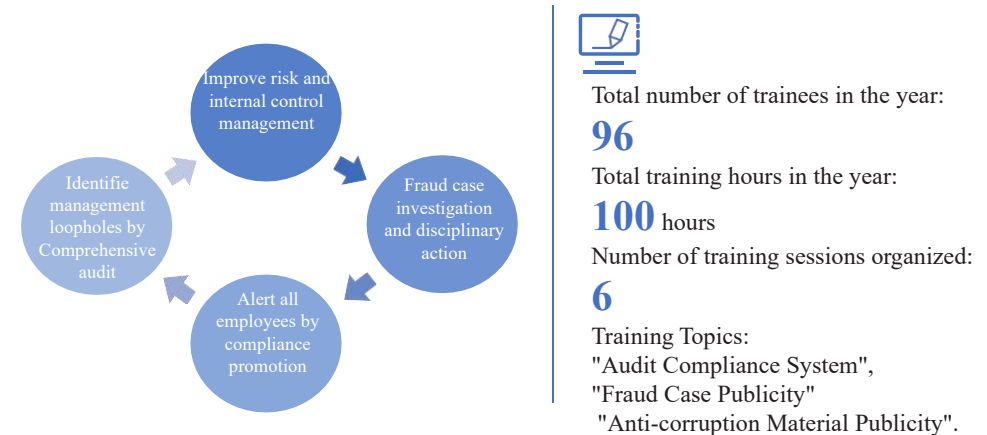 Improve risk and
internal control
management
Fraud case
investigation
and disciplinary
action
Alert all
employees by
compliance
promotion
Identifie
management
loopholes by
Comprehensive
audit
Total number of trainees in the year:
96
Total training hours in the year:
100 hours
Number of training sessions organized:
6
Training Topics:
"Audit Compliance System",
"Fraud Case Publicity"
"Anti-corruption Material Publicity".